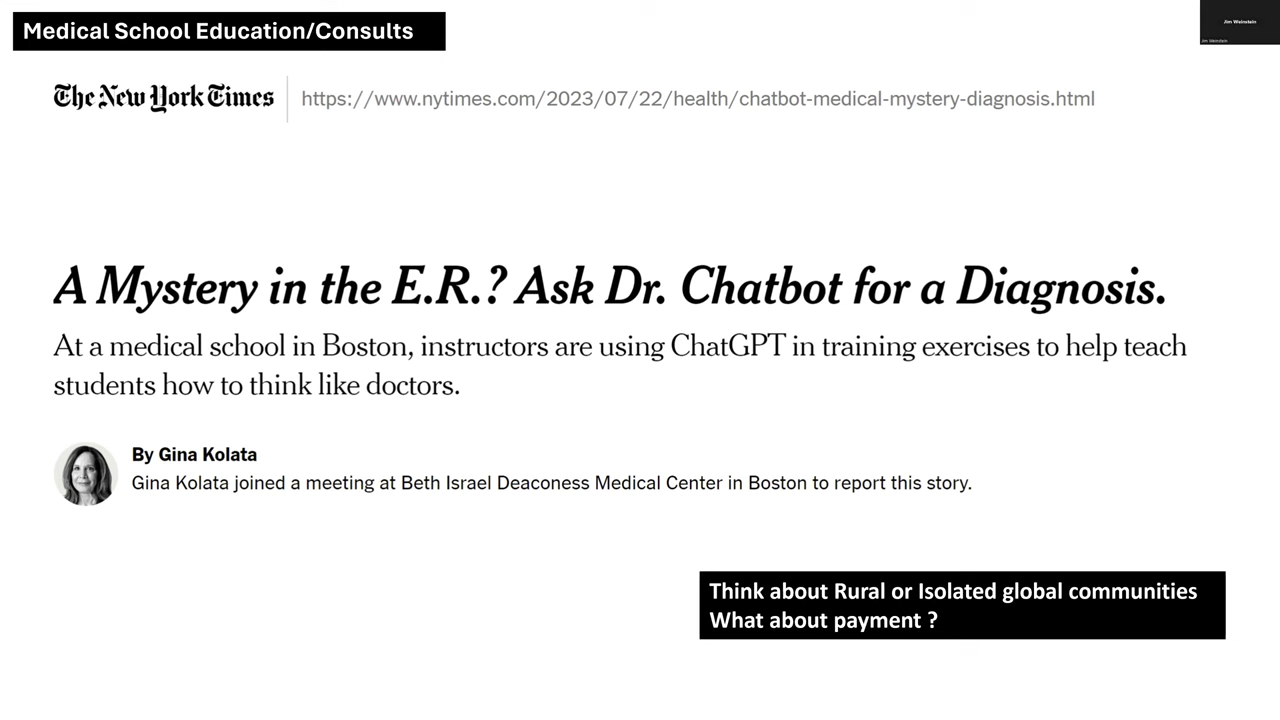 Medical School Education/Consults
Jim Weinstein
Jim Weinstein
The New York Times
https://www.nytimes.com/2023/07/22/health/chatbot-medical-mystery-diagnosis.html
A Mystery in the E.R.? Ask Dr. Chatbot for a Diagnosis.
At a medical school in Boston, instructors are using ChatGPT in training exercises to help teach
students how to think like doctors.
By Gina Kolata
Gina Kolata joined a meeting at Beth Israel Deaconess Medical Center in Boston to report this story.
Think about Rural or Isolated global communities
What about payment ?